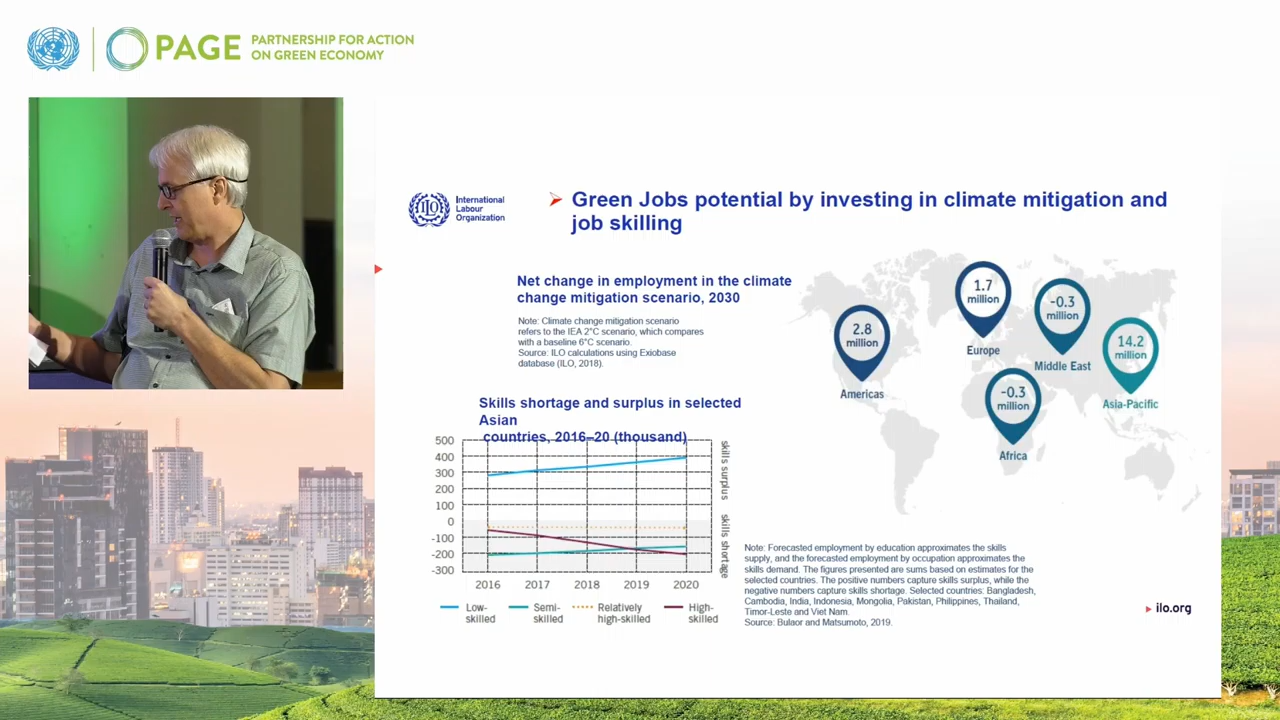 PAGE
PARTNERSHIP FOR ACTION
ON GREEN ECONOMY
International
Labour
Organization
Green Jobs potential by investing in climate mitigation and
job skilling
Net change in employment in the climate
change mitigation scenario, 2030
Note: Climate change mitigation scenario
refers to the IEA 2°C scenario, which compares
with a baseline 6°C scenario.
Source: ILO calculations using Exiobase
database (ILO, 2018).
2.8
million
Americas
1.7
million
Europe
-0.3
million
Middle East
14.2
million
Asia-Pacific
-0.3
million
Africa
Skills shortage and surplus in selected
Asian
countries, 2016–20 (thousand)
500
400
300
200
100
0
-100
-200
-300
skills surplus
skills shortage
2016 2017 2018 2019 2020
Low-
skilled
Semi-
skilled
Relatively
high-skilled
High-
skilled
Note: Forecasted employment by education approximates the skills
supply, and the forecasted employment by occupation approximates the
skills demand. The figures presented are sums based on estimates for the
selected countries. The positive numbers capture skills surplus, while the
negative numbers capture skills shortage. Selected countries: Bangladesh,
Cambodia, India, Indonesia, Mongolia, Pakistan, Philippines, Thailand,
Timor-Leste and Viet Nam.
Source: Bulaor and Matsumoto, 2019.
ilo.org